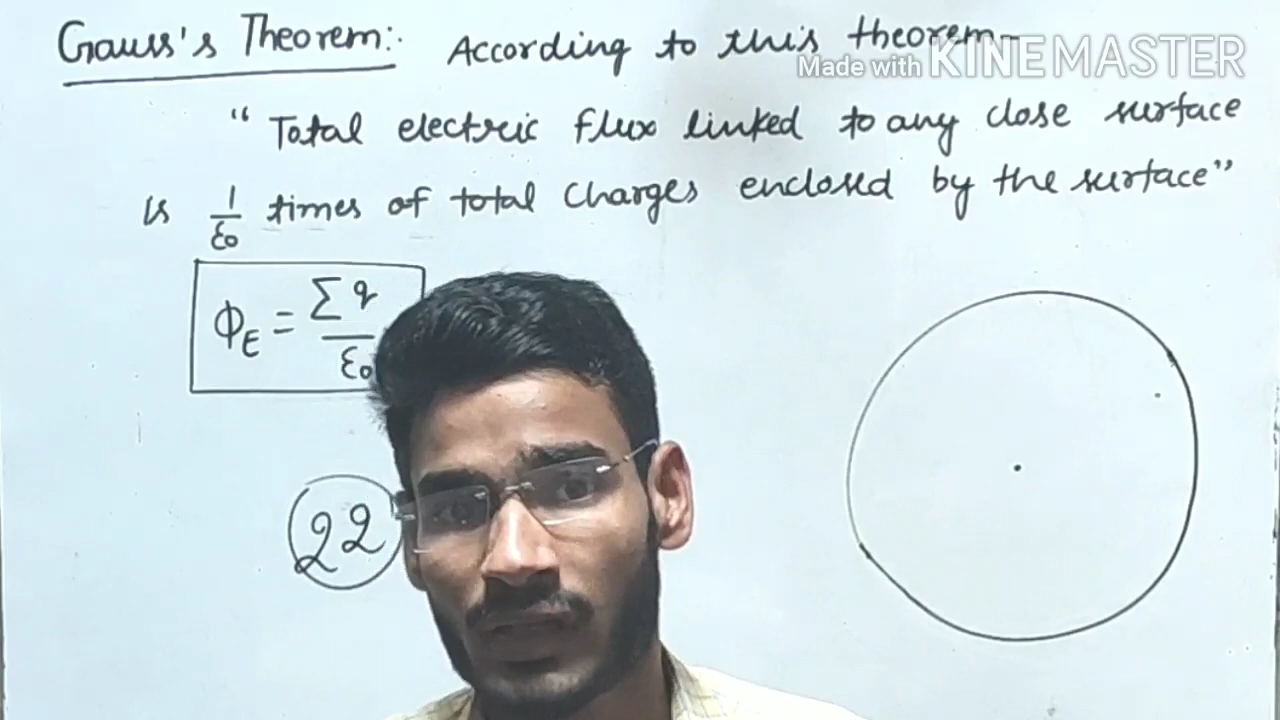 Gauss's Theorem:. According to this theorem-
Made with KINEMASTER
"Total electric flux linked to any close surface
is 1/ε₀ times of total charges enclosed by the surface"
Φ_E = Σq/ε₀
22